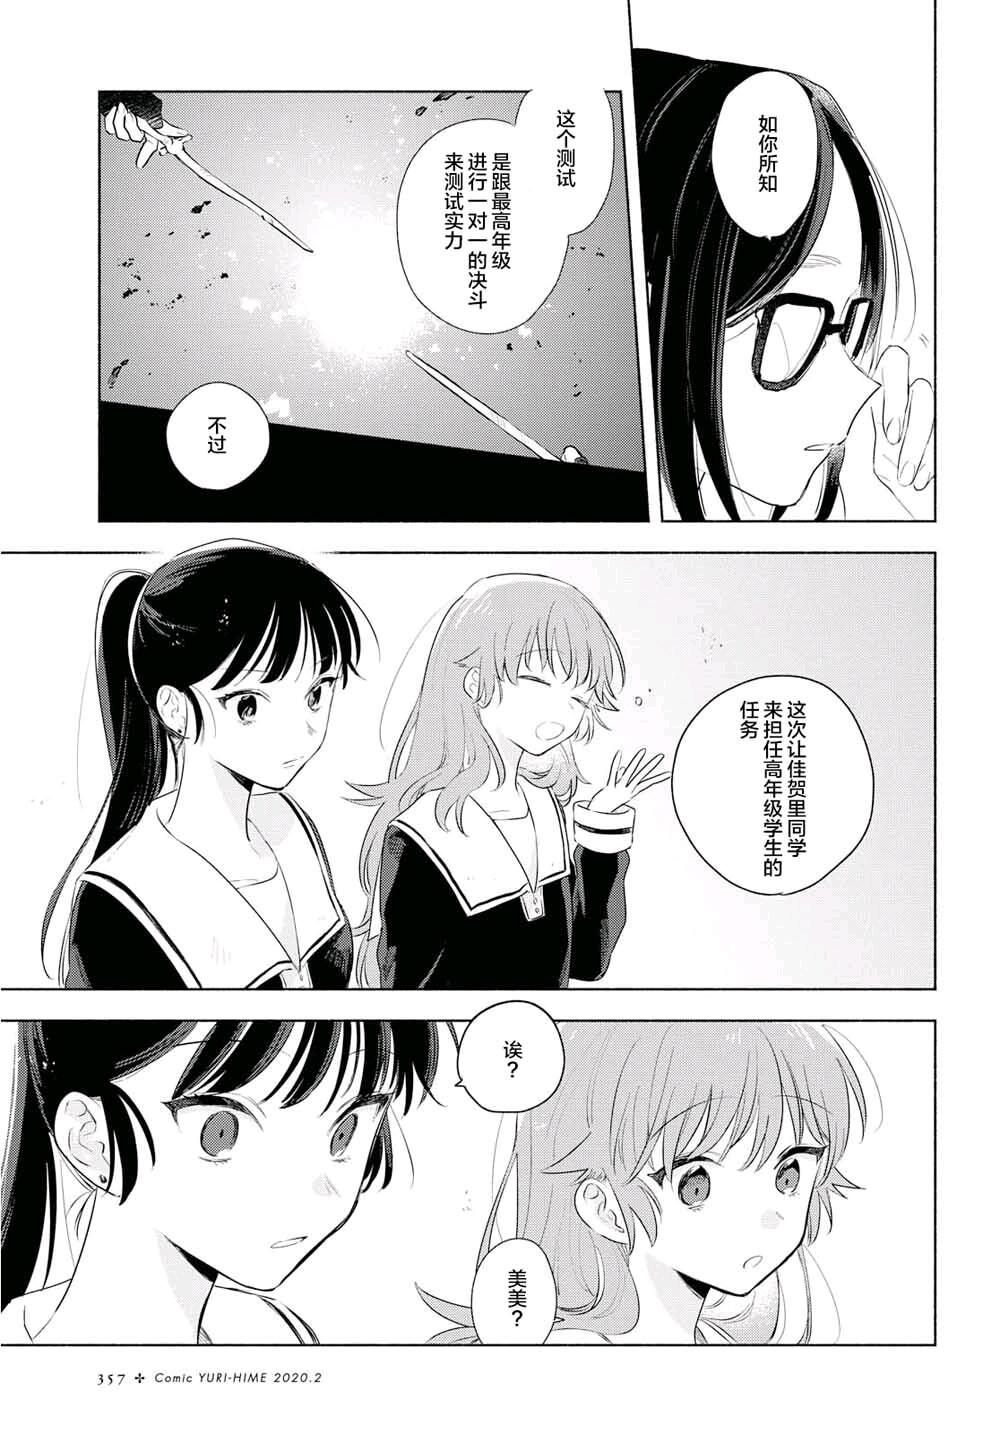 如你所知
这个测试
是跟最高年级
进行一对一的决斗
来测试实力
不过
这次让佳贺里同学
来担任高年级学生的
任务
诶？
美美？
357 ✢ Comic YURI-HIME 2020.2